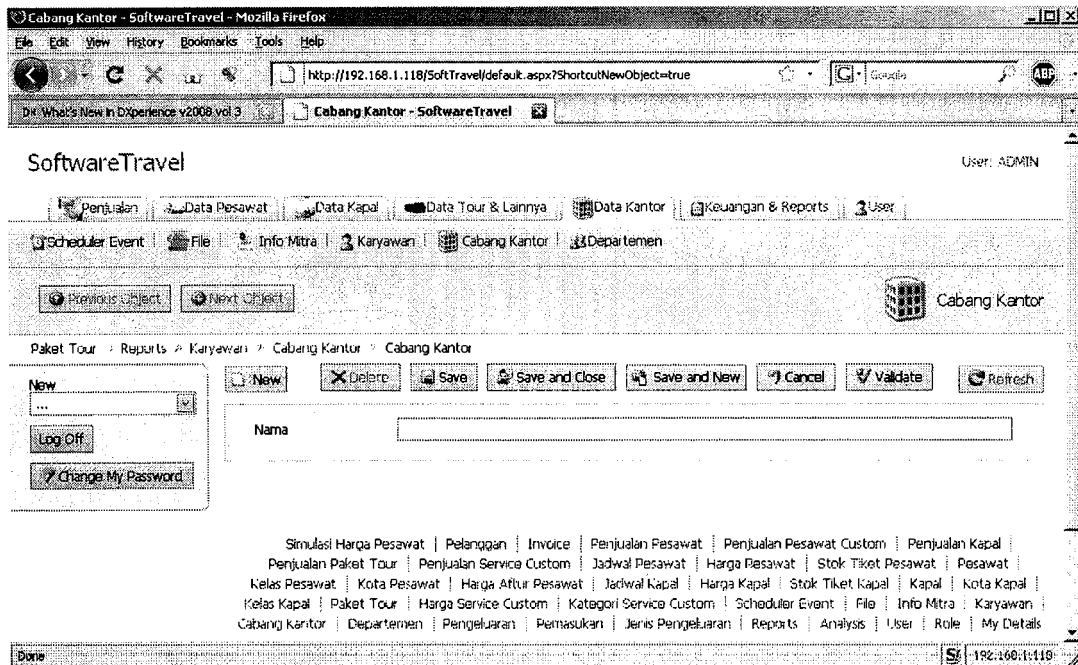 Cabang Kantor - SoftwareTravel - Mozilla Firefox
File Edit View History Bookmarks Tools Help
http://192.168.1.118/SoftTravel/default.aspx?ShortcutNewObject=true Google ABP
What's New in DXperience v2008 vol 3 Cabang Kantor - SoftwareTravel
SoftwareTravel User: ADMIN
Penjualan Data Pesawat Data Kapal Data Tour & Lainnya Data Kantor Keuangan & Reports User
Scheduler Event File Info Mitra Karyawan Cabang Kantor Departemen
Previous Object Next Object Cabang Kantor
Paket Tour Reports Karyawan Cabang Kantor Cabang Kantor
New
...
Log Off
Change My Password
New Delete Save Save and Close Save and New Cancel Validate Refresh
Nama
Simulasi Harga Pesawat | Pelanggan | Invoice | Penjualan Pesawat | Penjualan Pesawat Custom | Penjualan Kapal |
Penjualan Paket Tour | Penjualan Service Custom | Jadwal Pesawat | Harga Pesawat | Stok Tiket Pesawat | Pesawat |
Kelas Pesawat | Kota Pesawat | Harga Aftur Pesawat | Jadwal Kapal | Harga Kapal | Stok Tiket Kapal | Kapal | Kota Kapal |
Kelas Kapal | Paket Tour | Harga Service Custom | Kategori Service Custom | Scheduler Event | File | Info Mitra | Karyawan |
Cabang Kantor | Departemen | Pengeluaran | Pemasukan | Jenis Pengeluaran | Reports | Analysis | User | Role | My Details
Done 192.168.1.118